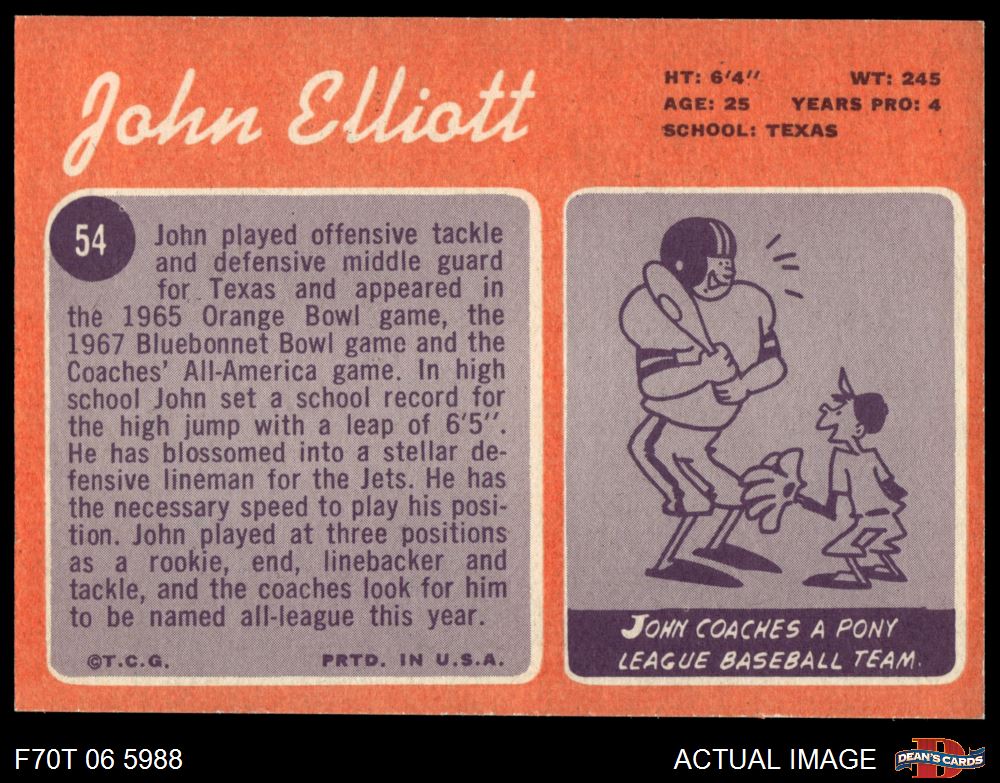 John Elliott
HT: 6'4'' WT: 245
AGE: 25 YEARS PRO: 4
SCHOOL: TEXAS
54
John played offensive tackle
and defensive middle guard
for Texas and appeared in
the 1965 Orange Bowl game, the
1967 Bluebonnet Bowl game and the
Coaches' All-America game. In high
school John set a school record for
the high jump with a leap of 6'5''.
He has blossomed into a stellar de-
fensive lineman for the Jets. He has
the necessary speed to play his posi-
tion. John played at three positions
as a rookie, end, linebacker and
tackle, and the coaches look for him
to be named all-league this year.
©T.C.G. PRTD. IN U.S.A.
JOHN COACHES A PONY
LEAGUE BASEBALL TEAM.
F70T 06 5988
ACTUAL IMAGE
D
DEAN'S CARDS